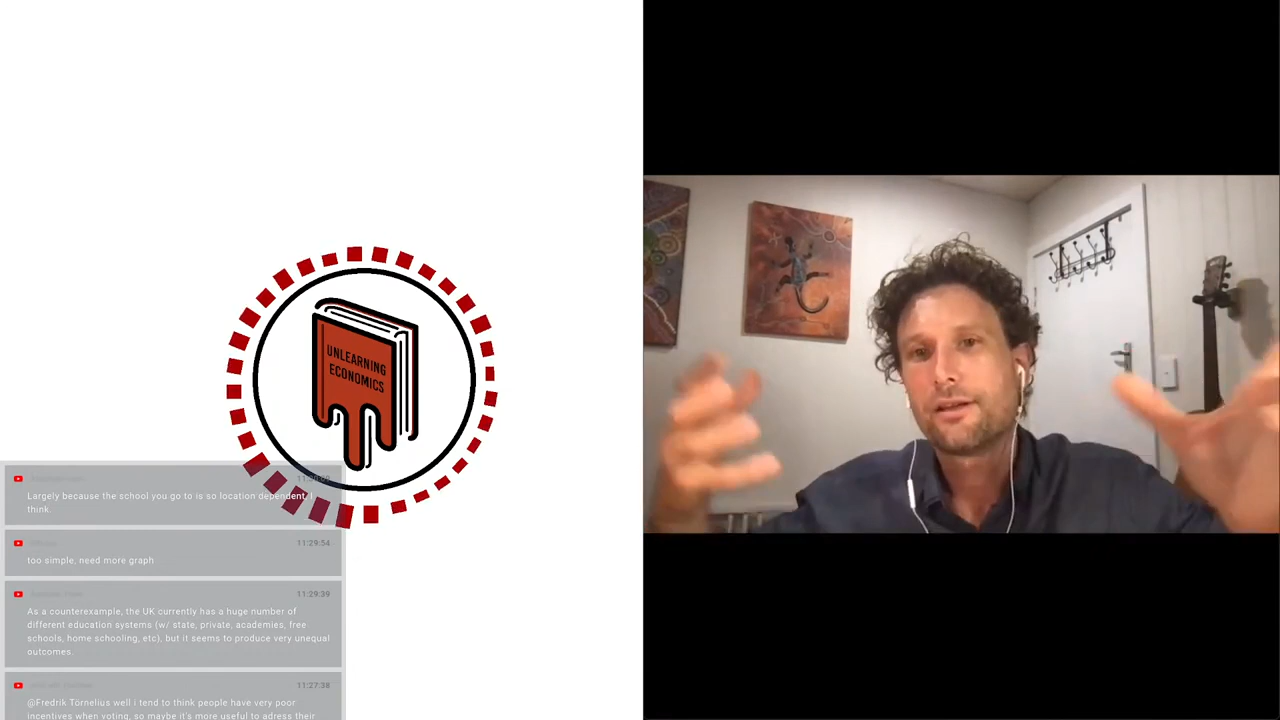 UNLEARNING
ECONOMICS
Largely because the school you go to is so location dependent, I
think.
11:29:54
too simple, need more graph
11:29:39
As a counterexample, the UK currently has a huge number of
different education systems (w/ state, private, academies, free
schools, home schooling, etc), but it seems to produce very unequal
outcomes.
11:27:38
@Fredrik Törnelius well i tend to think people have very poor
incentives when voting, so maybe it's more useful to adress their